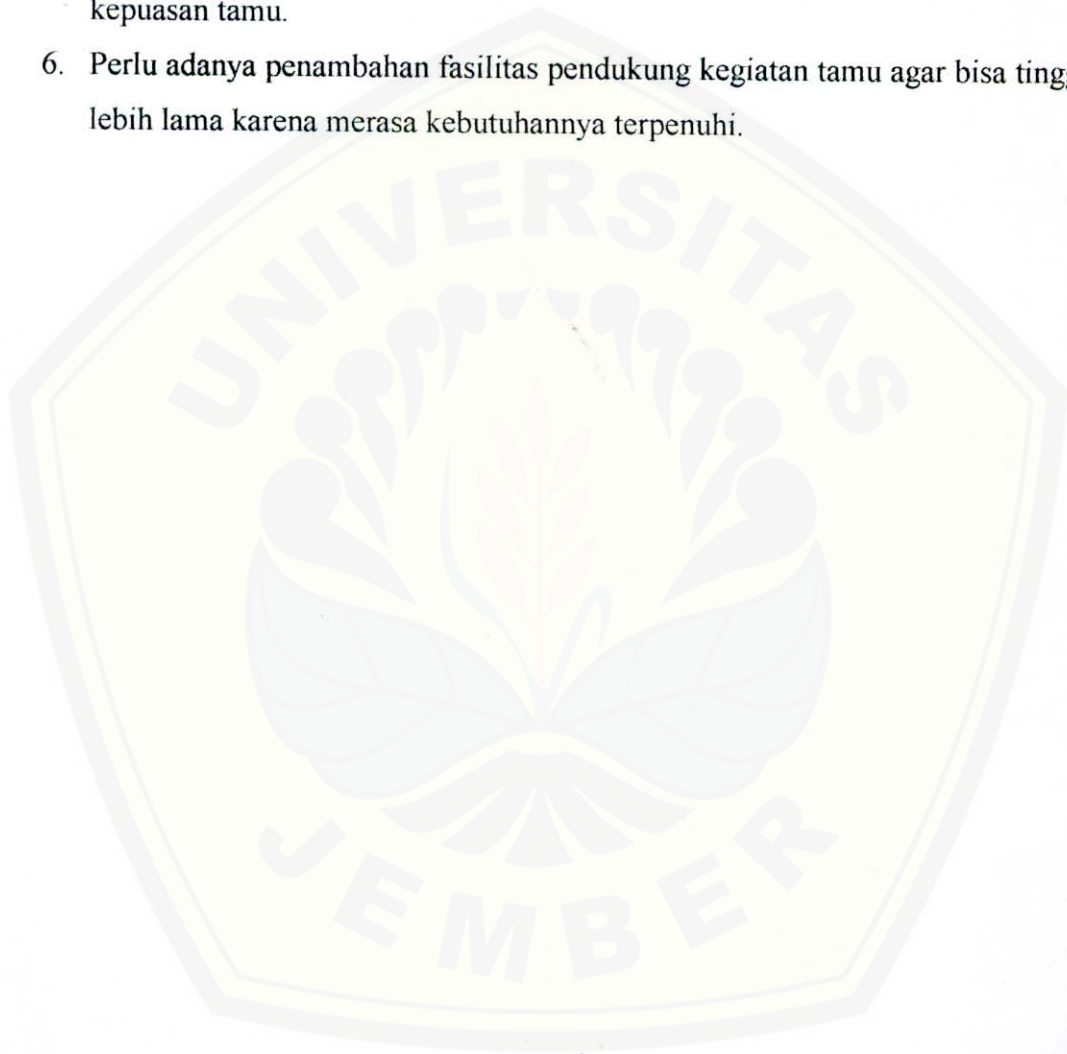 kepuasan tamu.
6. Perlu adanya penambahan fasilitas pendukung kegiatan tamu agar bisa ting
lebih lama karena merasa kebutuhannya terpenuhi.
UNIVERSITAS
JEMBER